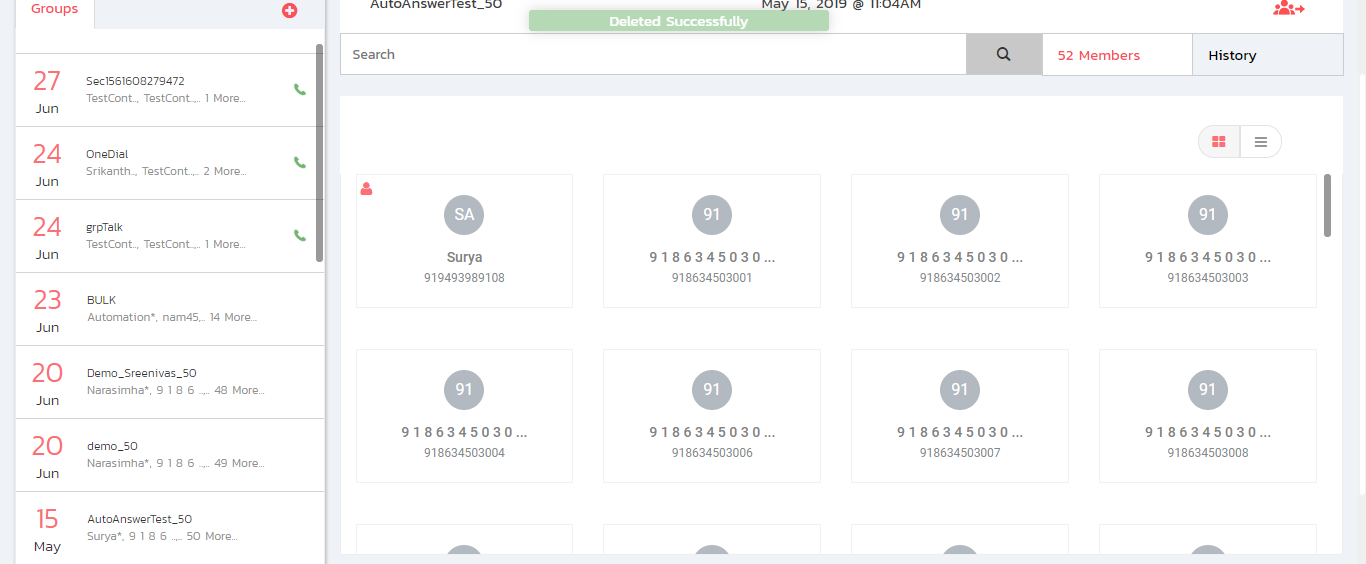 Groups
27
Jun
Sec1561608279472
TestCont.., TestCont..,.. 1 More...
24
Jun
OneDial
Srikanth.., TestCont..,.. 2 More...
24
Jun
grpTalk
TestCont.., TestCont..,.. 1 More...
23
Jun
BULK
Automation*, nam45,.. 14 More...
20
Jun
Demo_Sreenivas_50
Narasimha*, 9 1 8 6 ..,.. 48 More...
20
Jun
demo_50
Narasimha*, 9 1 8 6 ..,.. 49 More...
15
May
AutoAnswerTest_50
Surya*, 9 1 8 6 ..,.. 50 More...
AutoAnswerTest_50
May 15, 2019 @ 11:04AM
Deleted Successfully
Search
52 Members
History
SA
Surya
919493989108
91
9 1 8 6 3 4 5 0 3 0 ...
918634503001
91
9 1 8 6 3 4 5 0 3 0 ...
918634503002
91
9 1 8 6 3 4 5 0 3 0 ...
918634503003
91
9 1 8 6 3 4 5 0 3 0 ...
918634503004
91
9 1 8 6 3 4 5 0 3 0 ...
918634503006
91
9 1 8 6 3 4 5 0 3 0 ...
918634503007
91
9 1 8 6 3 4 5 0 3 0 ...
918634503008